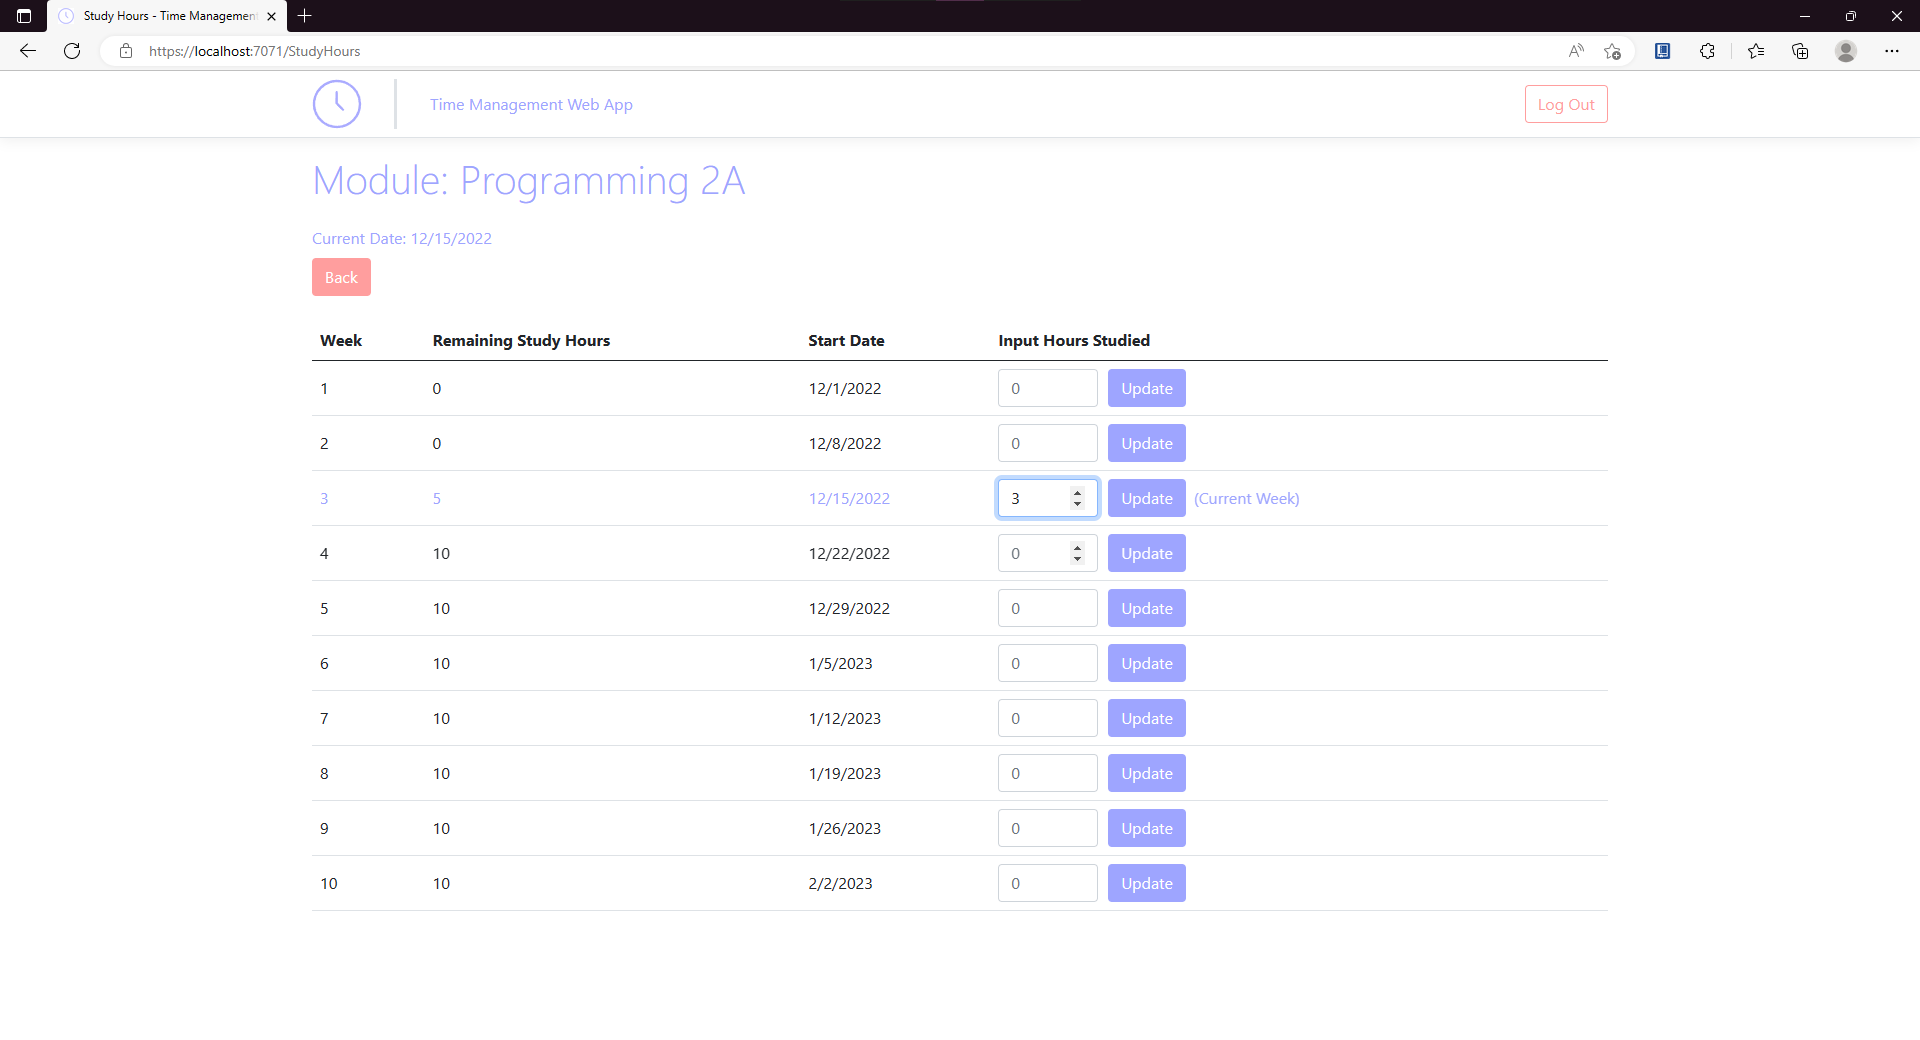 Study Hours - Time Management
https://localhost:7071/StudyHours
Time Management Web App
Log Out
Module: Programming 2A
Current Date: 12/15/2022
Back
Week Remaining Study Hours Start Date Input Hours Studied
1 0 12/1/2022 0 Update
2 0 12/8/2022 0 Update
3 5 12/15/2022 3 Update (Current Week)
4 10 12/22/2022 0 Update
5 10 12/29/2022 0 Update
6 10 1/5/2023 0 Update
7 10 1/12/2023 0 Update
8 10 1/19/2023 0 Update
9 10 1/26/2023 0 Update
10 10 2/2/2023 0 Update